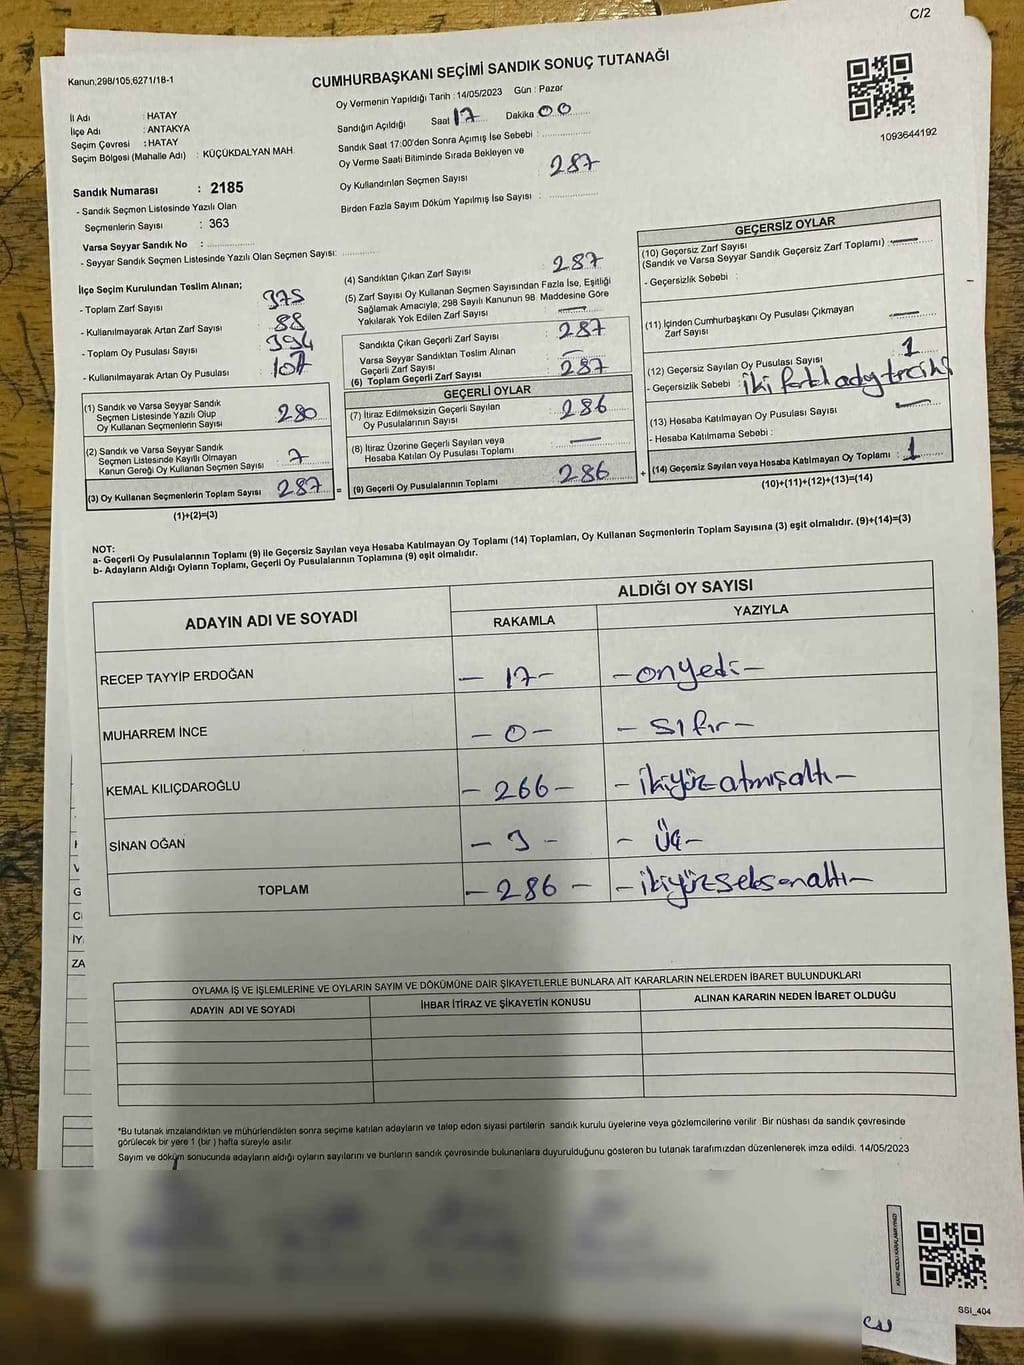 C/2
Kanun;298/105,6271/18-1
CUMHURBAŞKANI SEÇİMİ SANDIK SONUÇ TUTANAĞI
İl Adı : HATAY
İlçe Adı : ANTAKYA
Seçim Çevresi : HATAY
Seçim Bölgesi (Mahalle Adı) : KÜÇÜKDALYAN MAH.
Oy Vermenin Yapıldığı Tarih : 14/05/2023 Gün : Pazar
Sandığın Açıldığı Saat 17 Dakika 00
Sandık Saat 17:00'den Sonra Açımış İse Sebebi :
Oy Verme Saati Bitiminde Sırada Bekleyen ve
Oy Kullandırılan Seçmen Sayısı : 287
Birden Fazla Sayım Döküm Yapılmış İse Sayısı :
1093644192
Sandık Numarası : 2185
- Sandık Seçmen Listesinde Yazılı Olan
Seçmenlerin Sayısı : 363
Varsa Seyyar Sandık No :
- Seyyar Sandık Seçmen Listesinde Yazılı Olan Seçmen Sayısı:
İlçe Seçim Kurulundan Teslim Alınan;
- Toplam Zarf Sayısı : 375
- Kullanılmayarak Artan Zarf Sayısı : 88
- Toplam Oy Pusulası Sayısı : 394
- Kullanılmayarak Artan Oy Pusulası : 107
(1) Sandık ve Varsa Seyyar Sandık
Seçmen Listesinde Yazılı Olup
Oy Kullanan Seçmenlerin Sayısı : 280
(2) Sandık ve Varsa Seyyar Sandık
Seçmen Listesinde Kayıtlı Olmayan
Kanun Gereği Oy Kullanan Seçmen Sayısı : 7
(3) Oy Kullanan Seçmenlerin Toplam Sayısı : 287
(1)+(2)=(3)
(4) Sandıktan Çıkan Zarf Sayısı : 287
(5) Zarf Sayısı Oy Kullanan Seçmen Sayısından Fazla İse, Eşitliği
Sağlamak Amacıyla, 298 Sayılı Kanunun 98. Maddesine Göre
Yakılarak Yok Edilen Zarf Sayısı : —
Sandıkta Çıkan Geçerli Zarf Sayısı : 287
Varsa Seyyar Sandıktan Teslim Alınan
Geçerli Zarf Sayısı : —
(6) Toplam Geçerli Zarf Sayısı : 287
GEÇERLİ OYLAR
(7) İtiraz Edilmeksizin Geçerli Sayılan
Oy Pusulalarının Sayısı : 286
(8) İtiraz Üzerine Geçerli Sayılan veya
Hesaba Katılan Oy Pusulası Toplamı : —
= (9) Geçerli Oy Pusulalarının Toplamı : 286
GEÇERSİZ OYLAR
(10) Geçersiz Zarf Sayısı
(Sandık ve Varsa Seyyar Sandık Geçersiz Zarf Toplamı) : —
- Geçersizlik Sebebi :
(11) İçinden Cumhurbaşkanı Oy Pusulası Çıkmayan
Zarf Sayısı : —
(12) Geçersiz Sayılan Oy Pusulası Sayısı : 1
- Geçersizlik Sebebi : iki farklı aday tercihi
(13) Hesaba Katılmayan Oy Pusulası Sayısı : —
- Hesaba Katılmama Sebebi :
+ (14) Geçersiz Sayılan veya Hesaba Katılmayan Oy Toplamı : 1
(10)+(11)+(12)+(13)=(14)
NOT:
a- Geçerli Oy Pusulalarının Toplamı (9) ile Geçersiz Sayılan veya Hesaba Katılmayan Oy Toplamı (14) Toplamları, Oy Kullanan Seçmenlerin Toplam Sayısına (3) eşit olmalıdır. (9)+(14)=(3)
b- Adayların Aldığı Oyların Toplamı, Geçerli Oy Pusulalarının Toplamına (9) eşit olmalıdır.
ADAYIN ADI VE SOYADI
ALDIĞI OY SAYISI
RAKAMLA YAZIYLA
RECEP TAYYİP ERDOĞAN — 17 — — onyedi —
MUHARREM İNCE — 0 — — sıfır —
KEMAL KILIÇDAROĞLU — 266 — — ikiyüz atmışaltı —
SİNAN OĞAN — 3 — — üç —
TOPLAM — 286 — — ikiyüzseksenaltı —
G
İY
ZA
OYLAMA İŞ VE İŞLEMLERİNE VE OYLARIN SAYIM VE DÖKÜMÜNE DAİR ŞİKAYETLERLE BUNLARA AİT KARARLARIN NELERDEN İBARET BULUNDUKLARI
ADAYIN ADI VE SOYADI İHBAR İTİRAZ VE ŞİKAYETİN KONUSU ALINAN KARARIN NEDEN İBARET OLDUĞU
*Bu tutanak imzalandıktan ve mühürlendikten sonra seçime katılan adayların ve talep eden siyasi partilerin sandık kurulu üyelerine veya gözlemcilerine verilir. Bir nüshası da sandık çevresinde
görülecek bir yere 1 (bir) hafta süreyle asılır.
Sayım ve döküm sonucunda adayların aldığı oyların sayılarını ve bunların sandık çevresinde bulunanlara duyurulduğunu gösteren bu tutanak tarafımızdan düzenlenerek imza edildi. 14/05/2023
KARE KODU KARALAMAYINIZ!
SSI_404